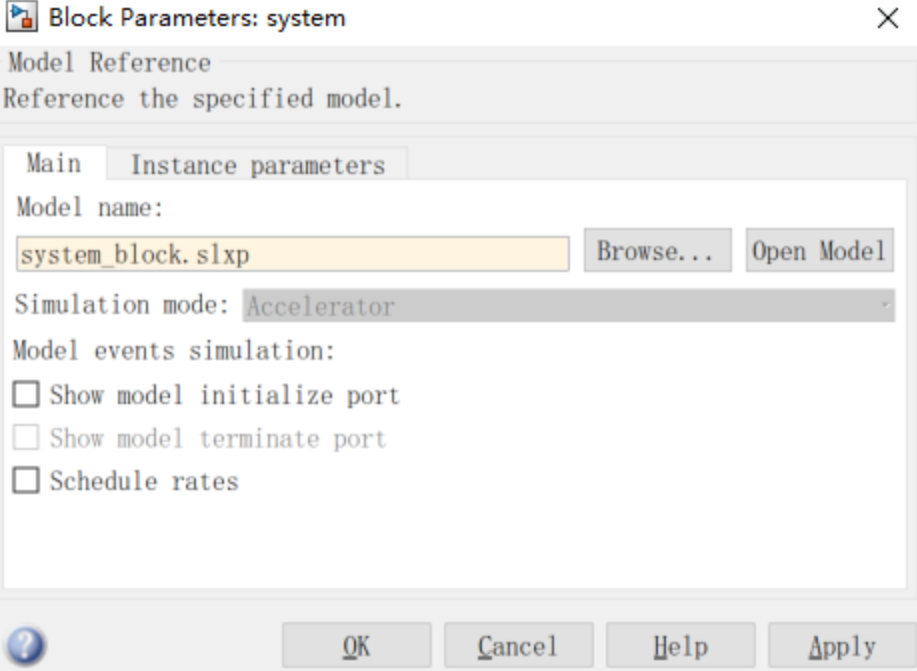 Block Parameters: system
Model Reference
Reference the specified model.
Main Instance parameters
Model name:
system_block.slxp Browse... Open Model
Simulation mode: Accelerator
Model events simulation:
Show model initialize port
Show model terminate port
Schedule rates
? OK Cancel Help Apply